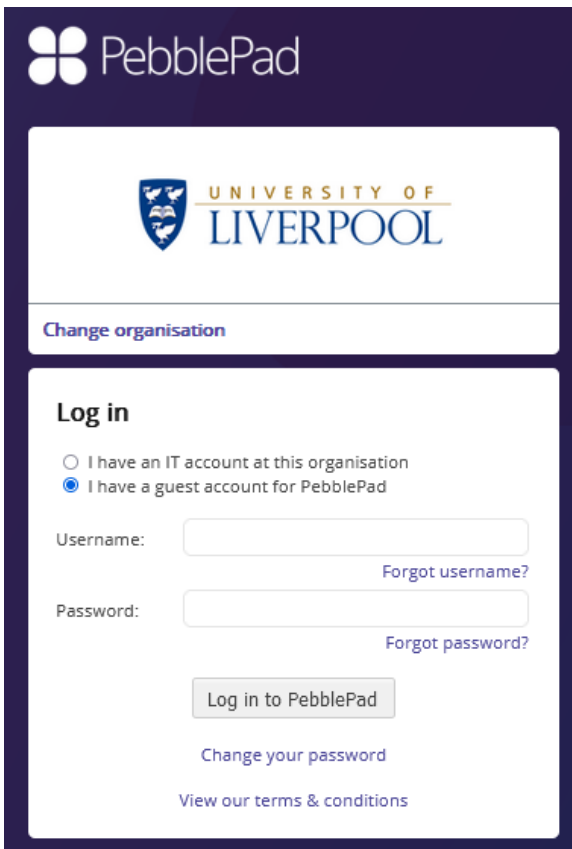 PebblePad
UNIVERSITY OF
LIVERPOOL
Change organisation
Log in
I have an IT account at this organisation
I have a guest account for PebblePad
Username:
Forgot username?
Password:
Forgot password?
Log in to PebblePad
Change your password
View our terms & conditions